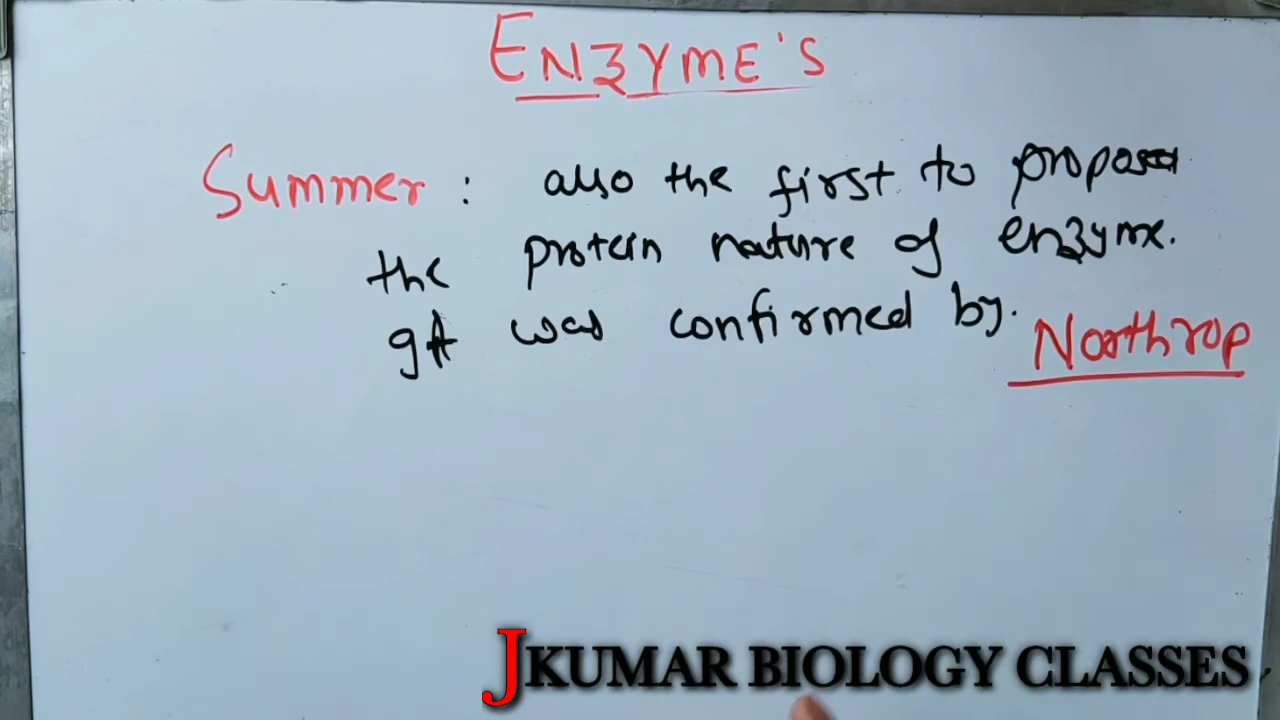 ENZYME'S
Summer: also the first to propose
the protein nature of enzyme.
It was confirmed by. Northrop
JKUMAR BIOLOGY CLASSES